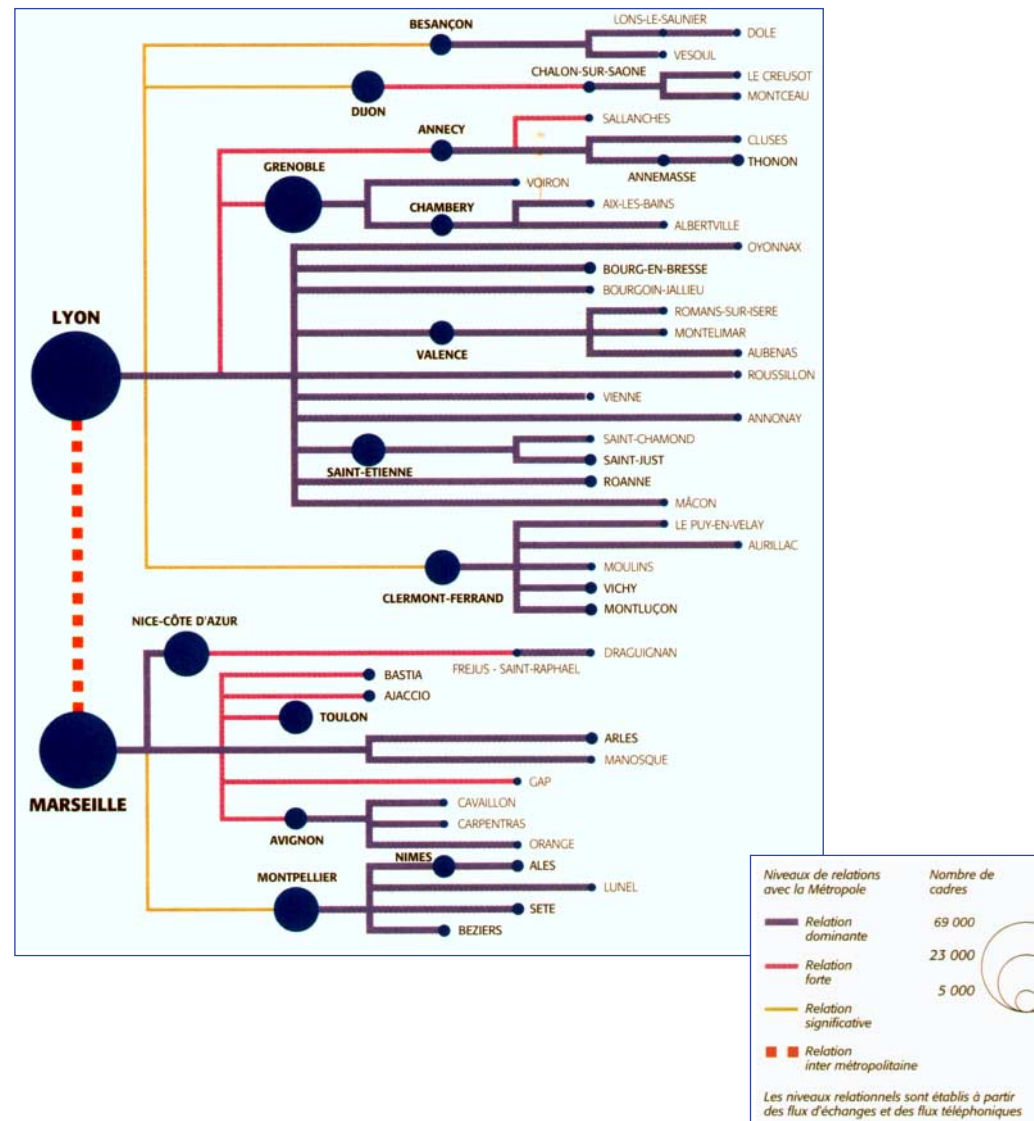 LONS-LE-SAUNIER
BESANÇON
DOLE
VESOUL
CHALON-SUR-SAONE
LE CREUSOT
MONTCEAU
DIJON
SALLANCHES
ANNECY
CLUSES
THONON
ANNEMASSE
GRENOBLE
VOIRON
CHAMBERY
AIX-LES-BAINS
ALBERTVILLE
OYONNAX
BOURG-EN-BRESSE
BOURGOIN-JALLIEU
LYON
ROMANS-SUR-ISERE
MONTELIMAR
VALENCE
AUBENAS
ROUSSILLON
VIENNE
ANNONAY
SAINT-CHAMOND
SAINT-JUST
SAINT-ETIENNE
ROANNE
MÂCON
LE PUY-EN-VELAY
AURILLAC
MOULINS
VICHY
CLERMONT-FERRAND
MONTLUÇON
NICE-CÔTE D'AZUR
DRAGUIGNAN
FREJUS - SAINT-RAPHAEL
BASTIA
AJACCIO
TOULON
ARLES
MANOSQUE
GAP
MARSEILLE
CAVAILLON
CARPENTRAS
AVIGNON
ORANGE
NIMES
ALES
MONTPELLIER
LUNEL
SETE
BEZIERS
Niveaux de relations
avec la Métropole
Relation
dominante
Relation
forte
Relation
significative
Relation
inter métropolitaine
Nombre de
cadres
69 000
23 000
5 000
Les niveaux relationnels sont établis à partir
des flux d'échanges et des flux téléphoniques